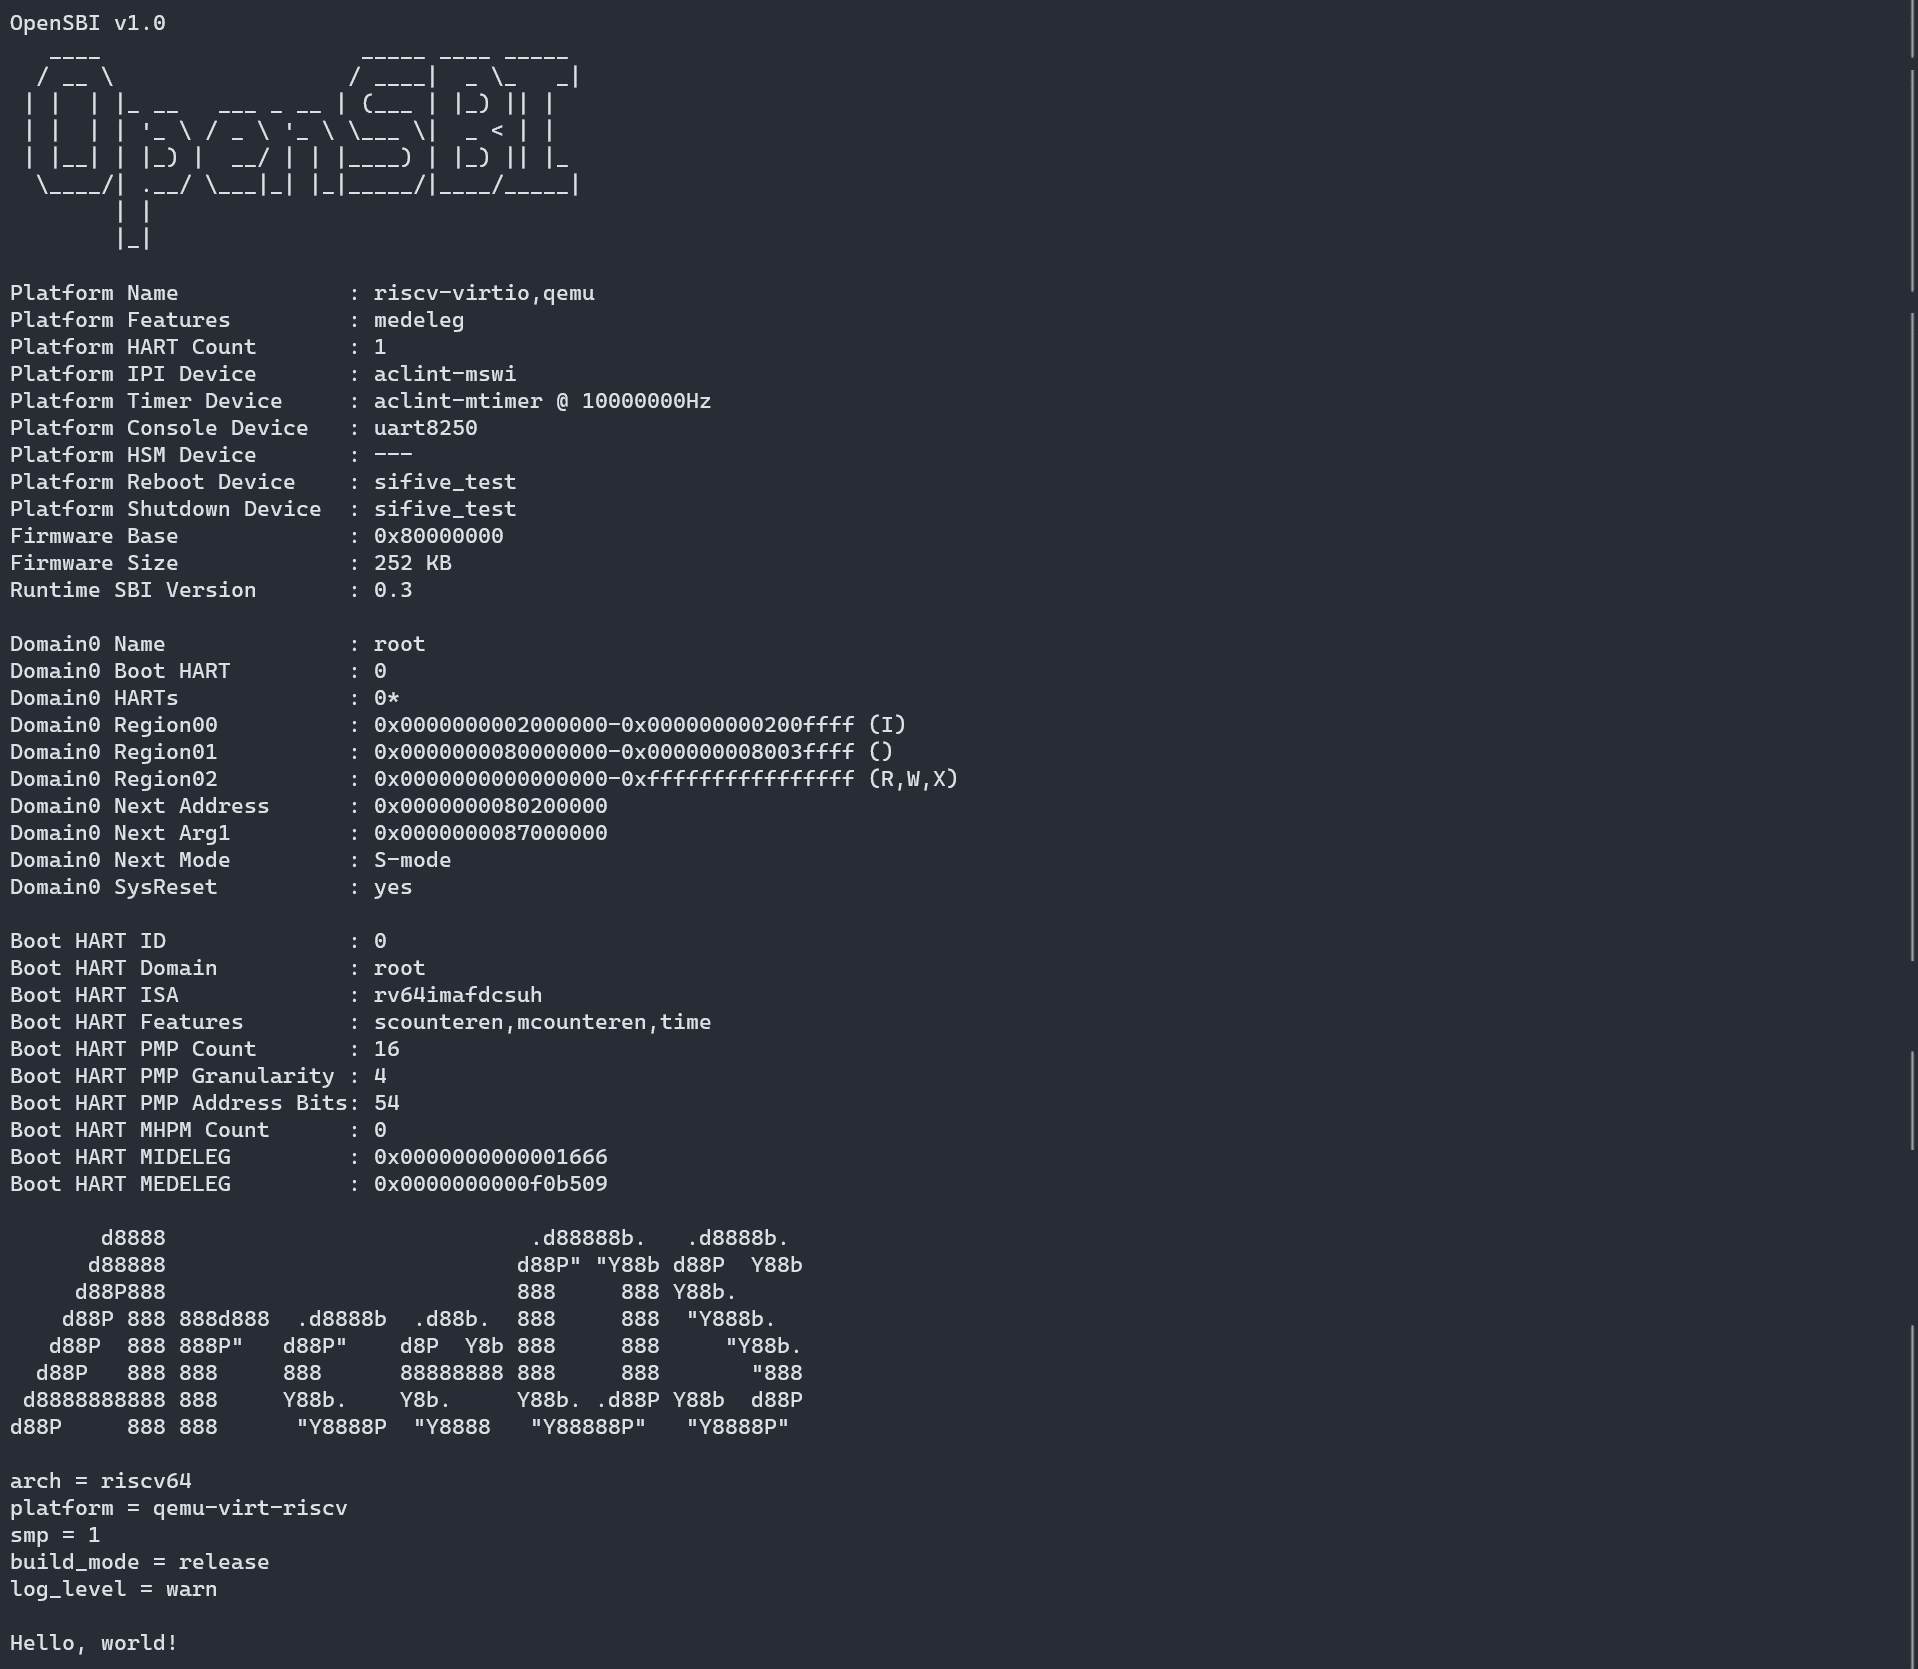 OpenSBI v1.0
   ____                    _____ ____ _____
  / __ \                  / ____|  _ \_   _|
 | |  | |_ __   ___ _ __ | (___ | |_) || |
 | |  | | '_ \ / _ \ '_ \ \___ \|  _ < | |
 | |__| | |_) |  __/ | | |____) | |_) || |_
  \____/| .__/ \___|_| |_|_____/|____/_____|
        | |
        |_|

Platform Name             : riscv-virtio,qemu
Platform Features         : medeleg
Platform HART Count       : 1
Platform IPI Device       : aclint-mswi
Platform Timer Device     : aclint-mtimer @ 10000000Hz
Platform Console Device   : uart8250
Platform HSM Device       : ---
Platform Reboot Device    : sifive_test
Platform Shutdown Device  : sifive_test
Firmware Base             : 0x80000000
Firmware Size             : 252 KB
Runtime SBI Version       : 0.3

Domain0 Name              : root
Domain0 Boot HART         : 0
Domain0 HARTs             : 0*
Domain0 Region00          : 0x0000000002000000-0x000000000200ffff (I)
Domain0 Region01          : 0x0000000080000000-0x000000008003ffff ()
Domain0 Region02          : 0x0000000000000000-0xffffffffffffffff (R,W,X)
Domain0 Next Address      : 0x0000000080200000
Domain0 Next Arg1         : 0x0000000087000000
Domain0 Next Mode         : S-mode
Domain0 SysReset          : yes

Boot HART ID              : 0
Boot HART Domain          : root
Boot HART ISA             : rv64imafdcsuh
Boot HART Features        : scounteren,mcounteren,time
Boot HART PMP Count       : 16
Boot HART PMP Granularity : 4
Boot HART PMP Address Bits: 54
Boot HART MHPM Count      : 0
Boot HART MIDELEG         : 0x0000000000001666
Boot HART MEDELEG         : 0x0000000000f0b509

       d8888                            .d88888b.   .d8888b.
      d88888                           d88P" "Y88b d88P  Y88b
     d88P888                           888     888 Y88b.
    d88P 888 888d888  .d8888b  .d88b.  888     888  "Y888b.
   d88P  888 888P"   d88P"    d8P  Y8b 888     888     "Y88b.
  d88P   888 888     888      88888888 888     888       "888
 d8888888888 888     Y88b.    Y8b.     Y88b. .d88P Y88b  d88P
d88P     888 888      "Y8888P  "Y8888   "Y88888P"   "Y8888P"

arch = riscv64
platform = qemu-virt-riscv
smp = 1
build_mode = release
log_level = warn

Hello, world!